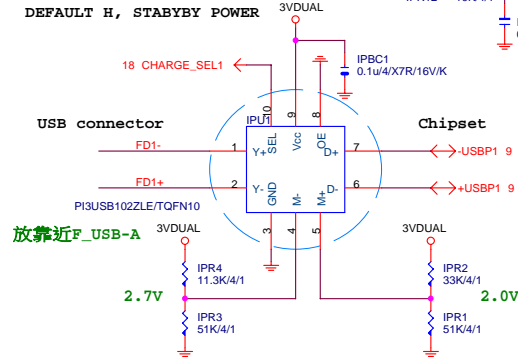 DEFAULT H, STABYBY POWER
3VDUAL
18 CHARGE_SEL1
IPBC1
0.1u/4/X7R/16V/K
USB connector
IPU1
Chipset
10
9
8
SEL
Vcc
OE
FD1-
1
Y+
D+
7
-USBP1 9
FD1+
2
Y-
D-
6
+USBP1 9
GND
M-
M+
PI3USB102ZLE/TQFN10
3
4
5
放靠近F_USB-A
3VDUAL
3VDUAL
IPR4
11.3K/4/1
IPR2
33K/4/1
2.7V
2.0V
IPR3
51K/4/1
IPR1
51K/4/1